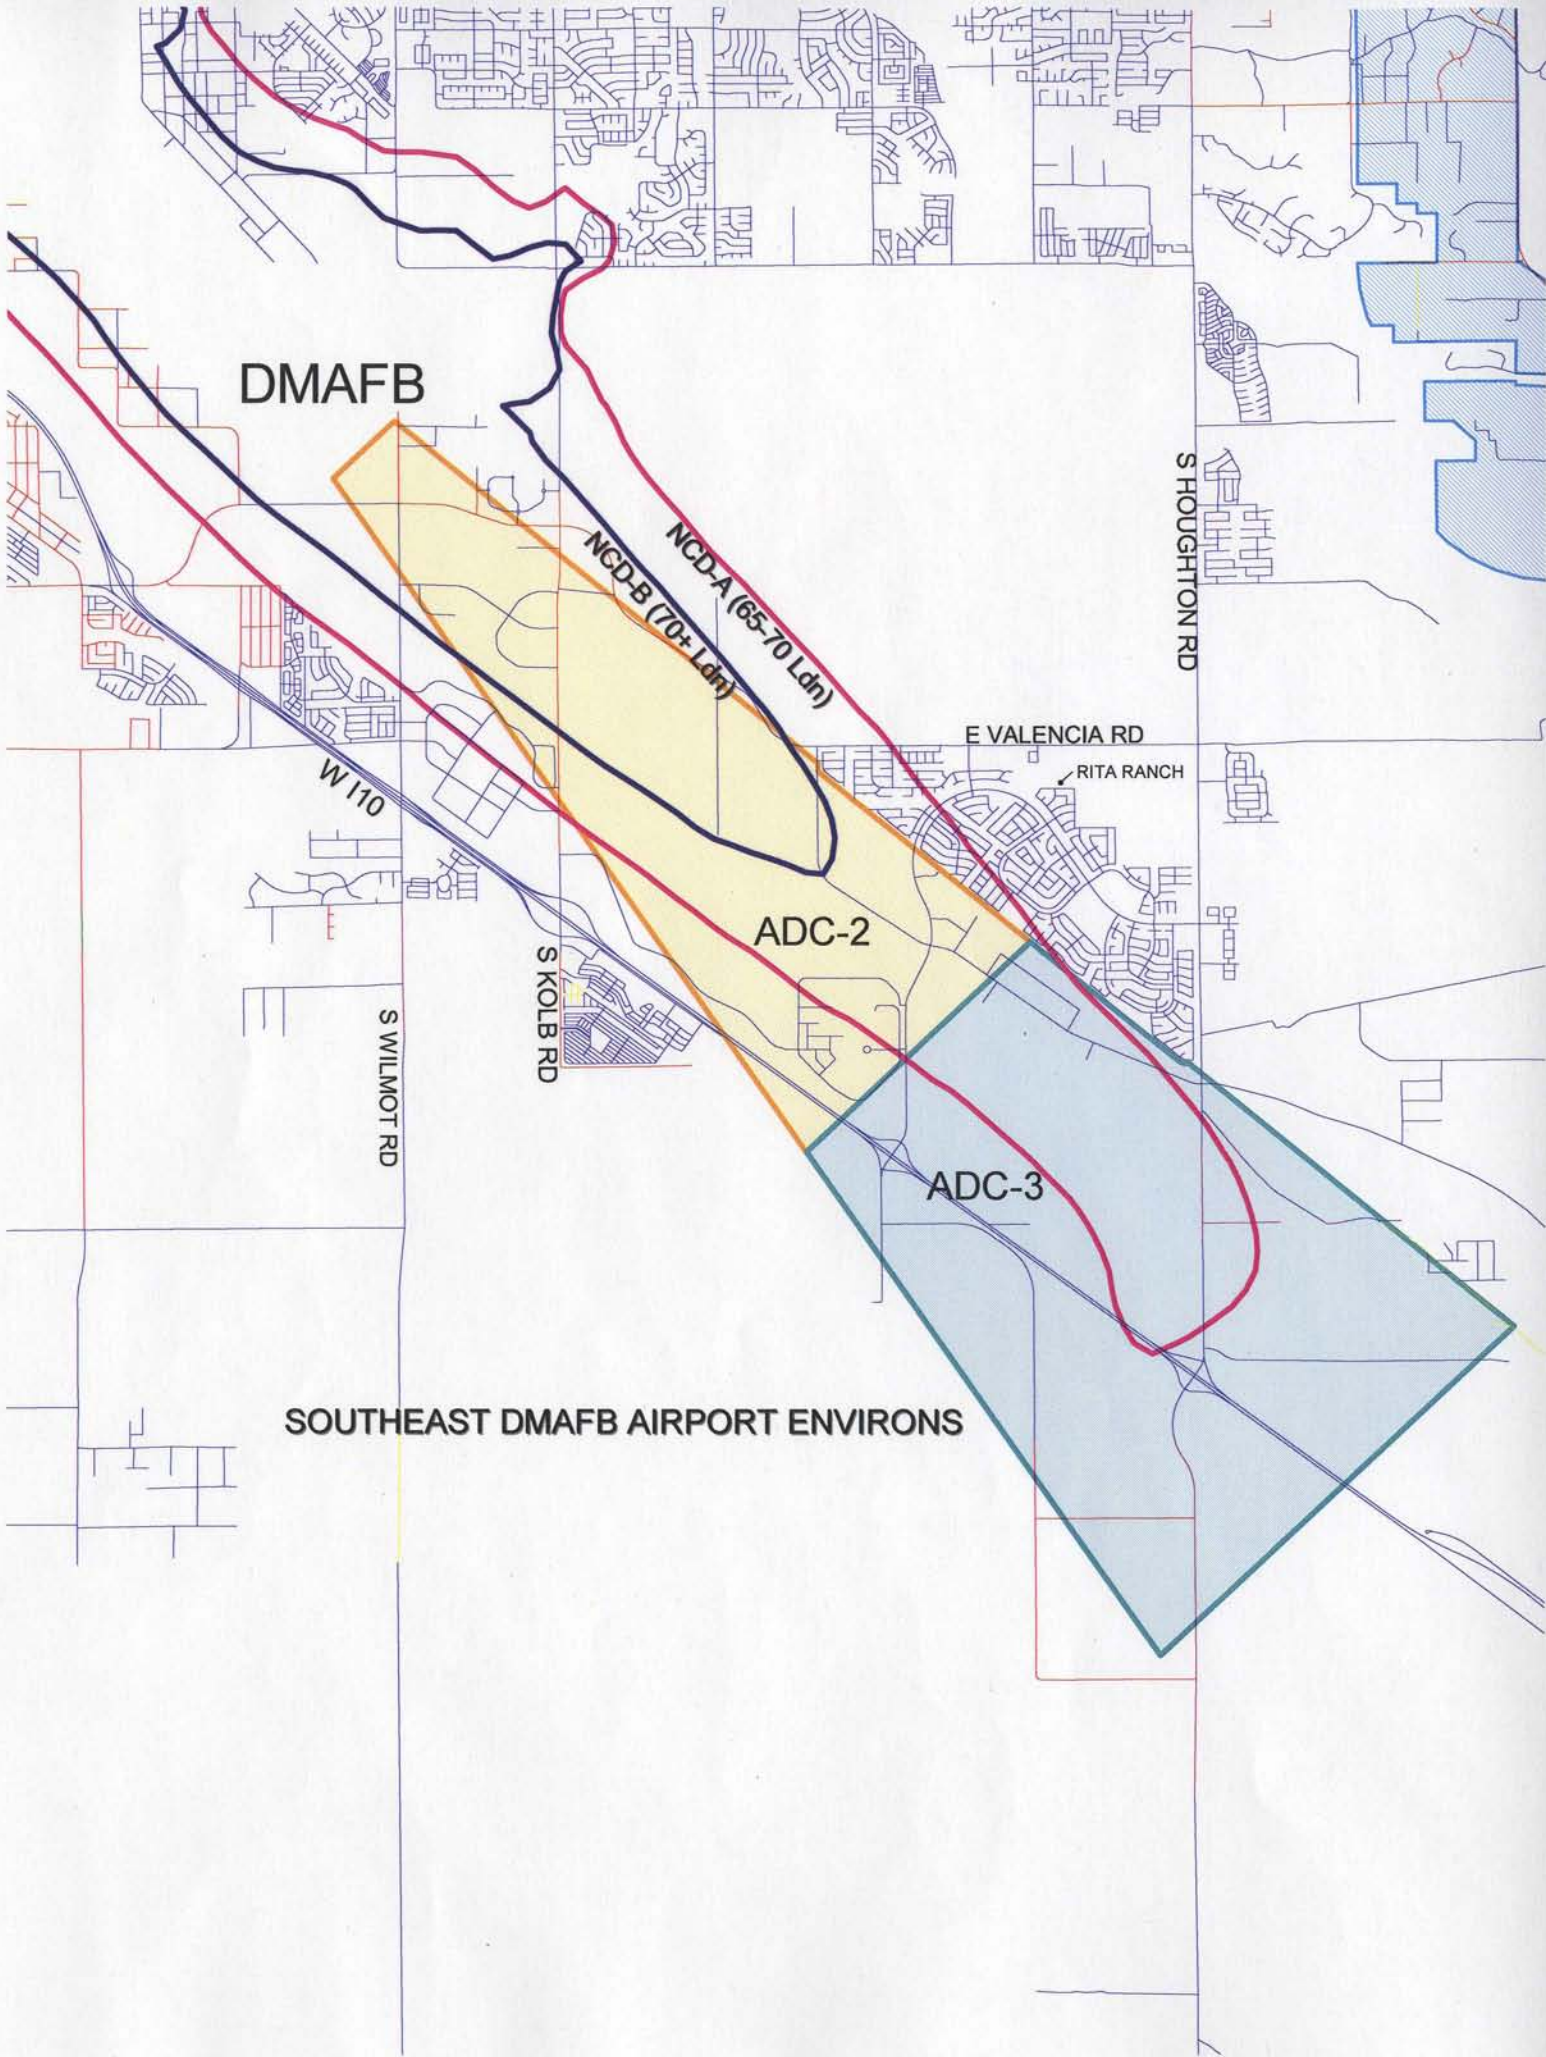 DMAFB
S HOUGHTON RD
NCD-A (65-70 Ldn)
NCD-B (70+ Ldn)
E VALENCIA RD
RITA RANCH
W I10
ADC-2
S KOLB RD
S WILMOT RD
ADC-3
SOUTHEAST DMAFB AIRPORT ENVIRONS